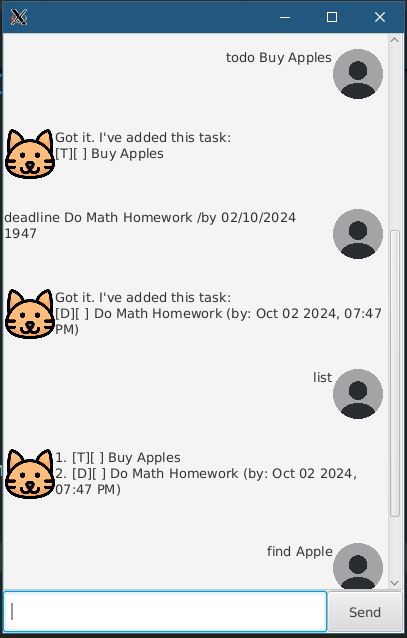 todo Buy Apples
Got it. I've added this task:
[T][ ] Buy Apples
deadline Do Math Homework /by 02/10/2024
1947
Got it. I've added this task:
[D][ ] Do Math Homework (by: Oct 02 2024, 07:47
PM)
list
1. [T][ ] Buy Apples
2. [D][ ] Do Math Homework (by: Oct 02 2024,
07:47 PM)
find Apple
Send